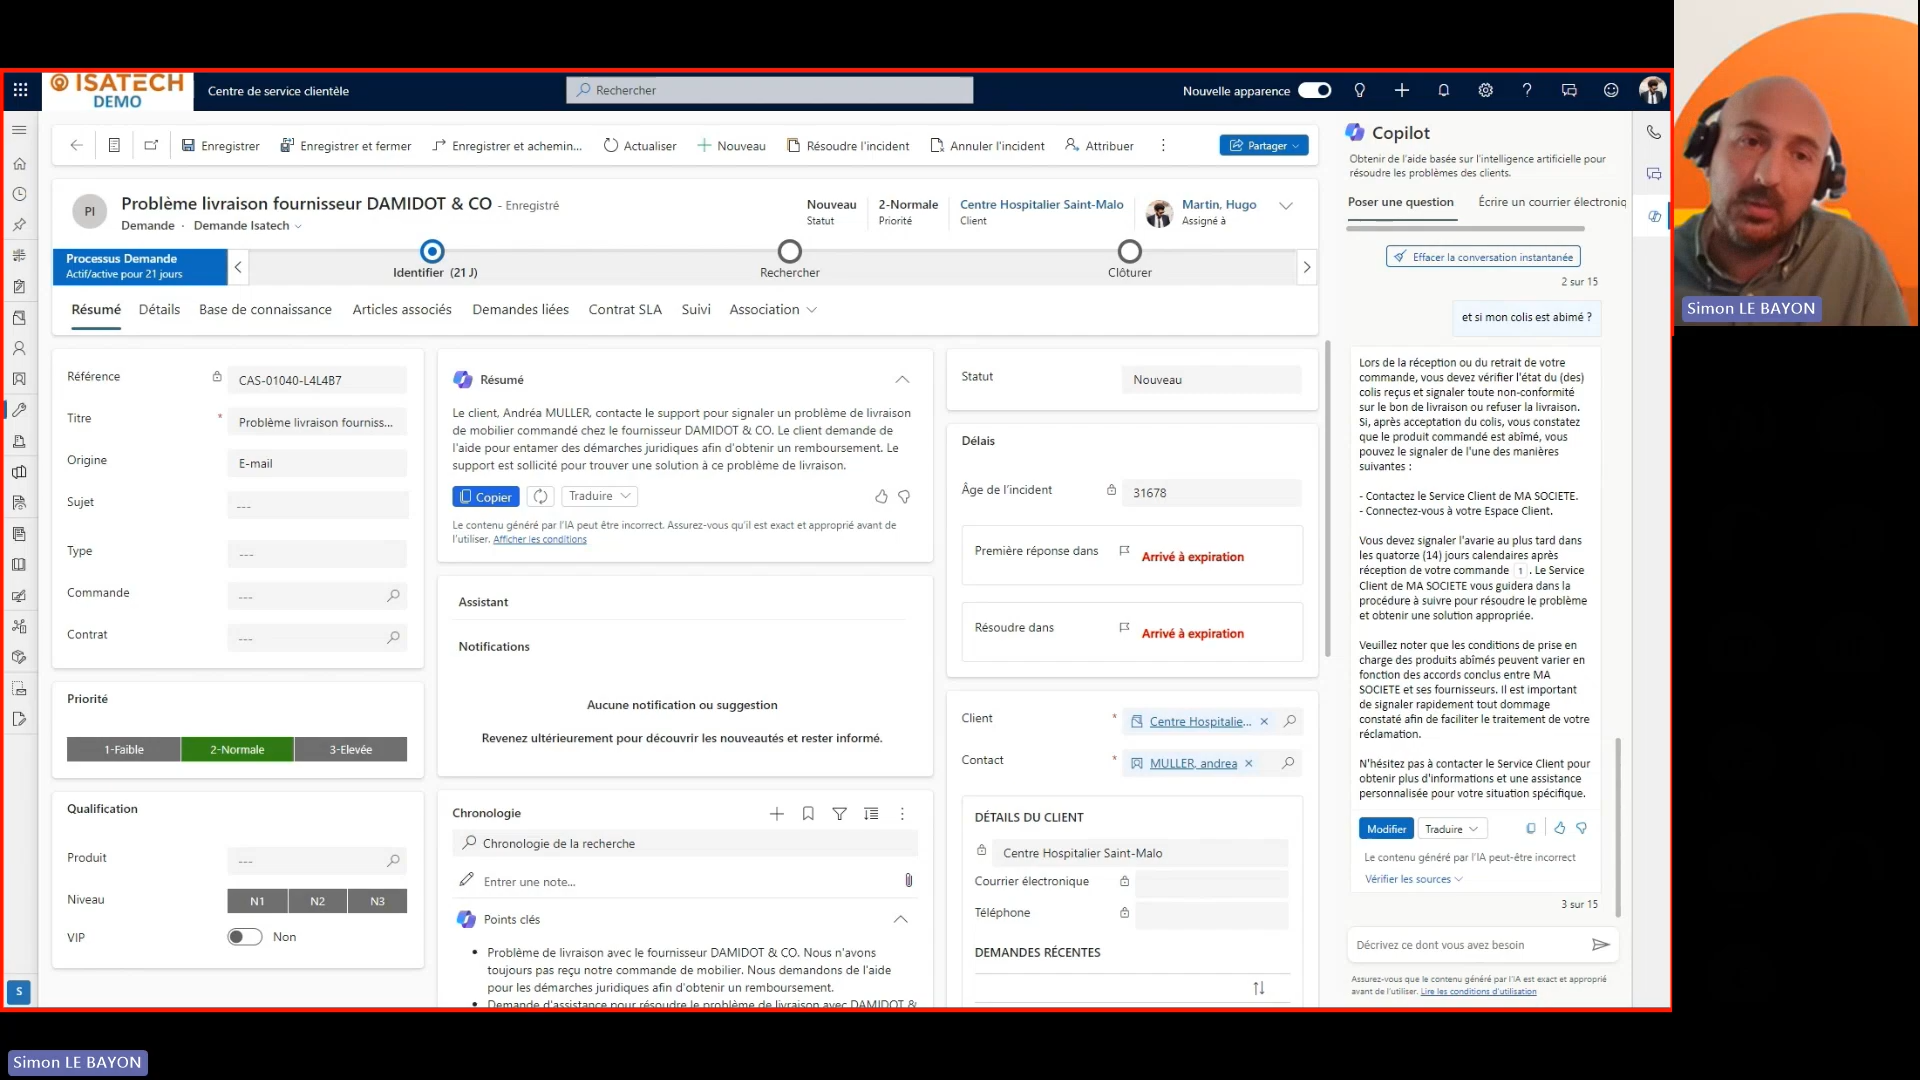 ISATECH
DEMO
Centre de service clientèle
Rechercher
Nouvelle apparence
Enregistrer
Enregistrer et fermer
Enregistrer et achemin...
Actualiser
Nouveau
Résoudre l'incident
Annuler l'incident
Attribuer
Partager
PI
Problème livraison fournisseur DAMIDOT & CO - Enregistré
Demande · Demande Isatech
Nouveau
Statut
2-Normale
Priorité
Centre Hospitalier Saint-Malo
Client
Martin, Hugo
Assigné à
Processus Demande
Actif/active pour 21 jours
Identifier (21 J)
Rechercher
Clôturer
Résumé
Détails
Base de connaissance
Articles associés
Demandes liées
Contrat SLA
Suivi
Association
Référence
CAS-01040-L4L4B7
Titre
*
Problème livraison fourniss...
Origine
E-mail
Sujet
---
Type
---
Commande
---
Contrat
---
Priorité
1-Faible
2-Normale
3-Elevée
Qualification
Produit
---
Niveau
N1
N2
N3
VIP
Non
Résumé
Le client, Andréa MULLER, contacte le support pour signaler un problème de livraison
de mobilier commandé chez le fournisseur DAMIDOT & CO. Le client demande de
l'aide pour entamer des démarches juridiques afin d'obtenir un remboursement. Le
support est sollicité pour trouver une solution à ce problème de livraison.
Copier
Traduire
Le contenu généré par l'IA peut être incorrect. Assurez-vous qu'il est exact et approprié avant de
l'utiliser. Afficher les conditions
Assistant
Notifications
Aucune notification ou suggestion
Revenez ultérieurement pour découvrir les nouveautés et rester informé.
Chronologie
Chronologie de la recherche
Entrer une note...
Points clés
• Problème de livraison avec le fournisseur DAMIDOT & CO. Nous n'avons
toujours pas reçu notre commande de mobilier. Nous demandons de l'aide
pour les démarches juridiques afin d'obtenir un remboursement.
• Demande d'assistance pour résoudre le problème de livraison avec DAMIDOT &
Statut
Nouveau
Délais
Âge de l'incident
31678
Première réponse dans
Arrivé à expiration
Résoudre dans
Arrivé à expiration
Client
*
Centre Hospitalie...
Contact
*
MULLER, andrea
DÉTAILS DU CLIENT
Centre Hospitalier Saint-Malo
Courrier électronique
Téléphone
DEMANDES RÉCENTES
Copilot
Obtenir de l'aide basée sur l'intelligence artificielle pour
résoudre les problèmes des clients.
Poser une question
Écrire un courrier électroniq
Effacer la conversation instantanée
2 sur 15
et si mon colis est abimé ?
Lors de la réception ou du retrait de votre
commande, vous devez vérifier l'état du (des)
colis reçus et signaler toute non-conformité
sur le bon de livraison ou refuser la livraison.
Si, après acceptation du colis, vous constatez
que le produit commandé est abîmé, vous
pouvez le signaler de l'une des manières
suivantes :
- Contactez le Service Client de MA SOCIETE.
- Connectez-vous à votre Espace Client.
Vous devez signaler l'avarie au plus tard dans
les quatorze (14) jours calendaires après
réception de votre commande 1 . Le Service
Client de MA SOCIETE vous guidera dans la
procédure à suivre pour résoudre le problème
et obtenir une solution appropriée.
Veuillez noter que les conditions de prise en
charge des produits abîmés peuvent varier en
fonction des accords conclus entre MA
SOCIETE et ses fournisseurs. Il est important
de signaler rapidement tout dommage
constaté afin de faciliter le traitement de votre
réclamation.
N'hésitez pas à contacter le Service Client pour
obtenir plus d'informations et une assistance
personnalisée pour votre situation spécifique.
Modifier
Traduire
Le contenu généré par l'IA peut-être incorrect
Vérifier les sources
3 sur 15
Décrivez ce dont vous avez besoin
Assurez-vous que le contenu généré par l'IA est exact et approprié
avant de l'utiliser. Lire les conditions d'utilisation
S
Simon LE BAYON
Simon LE BAYON